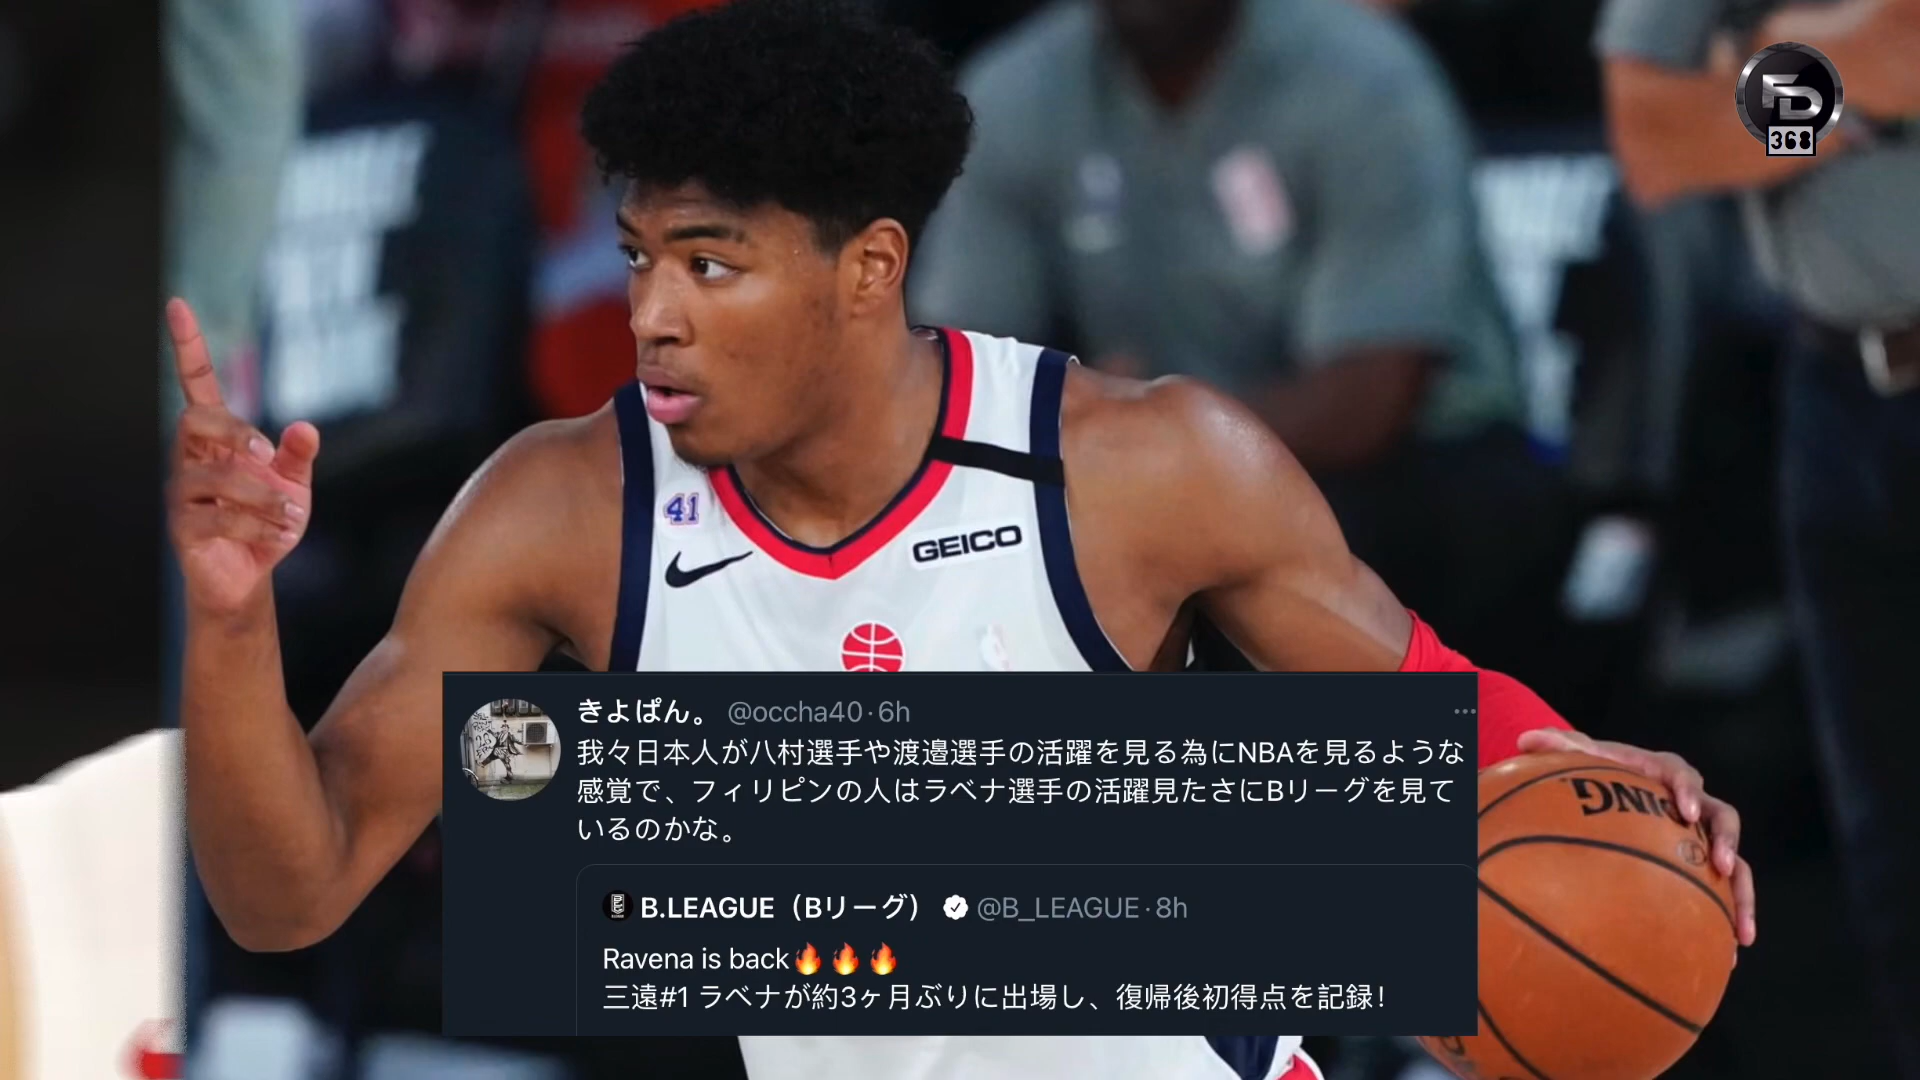 FD
368
41
GEICO
きよぱん。 @occha40·6h
我々日本人が八村選手や渡邉選手の活躍を見る為にNBAを見るような
感覚で、フィリピンの人はラベナ選手の活躍見たさにBリーグを見て
いるのかな。
B.LEAGUE（Bリーグ） @B_LEAGUE·8h
Ravena is back🔥🔥🔥
三遠#1 ラベナが約3ヶ月ぶりに出場し、復帰後初得点を記録！